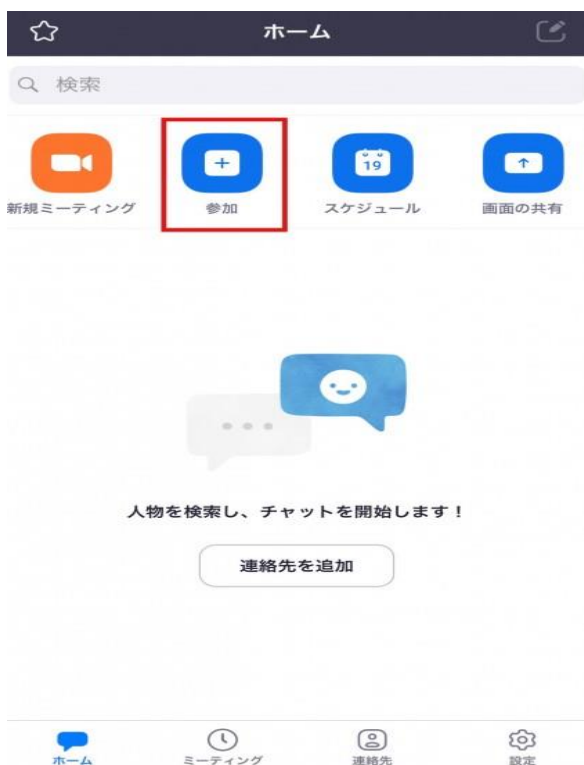 ホーム
検索
19
新規ミーティング 参加 スケジュール 画面の共有
人物を検索し、チャットを開始します!
連絡先を追加
ホーム ミーティング 連絡先 設定